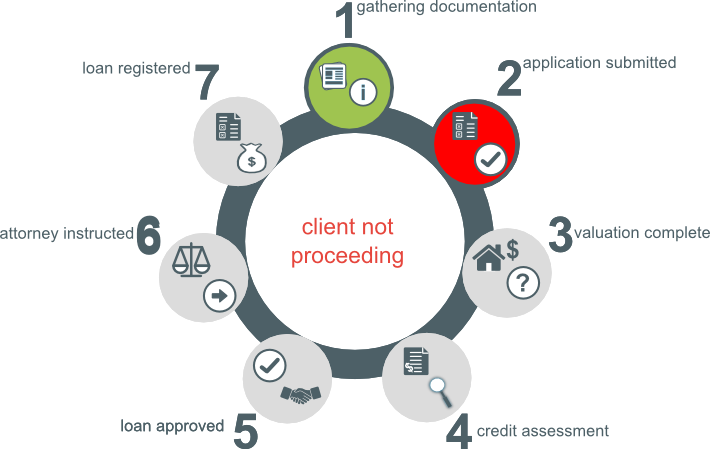 1 gathering documentation
2 application submitted
3 valuation complete
4 credit assessment
5 loan approved
6 attorney instructed
7 loan registered
client not
proceeding
i
$
?
$
$